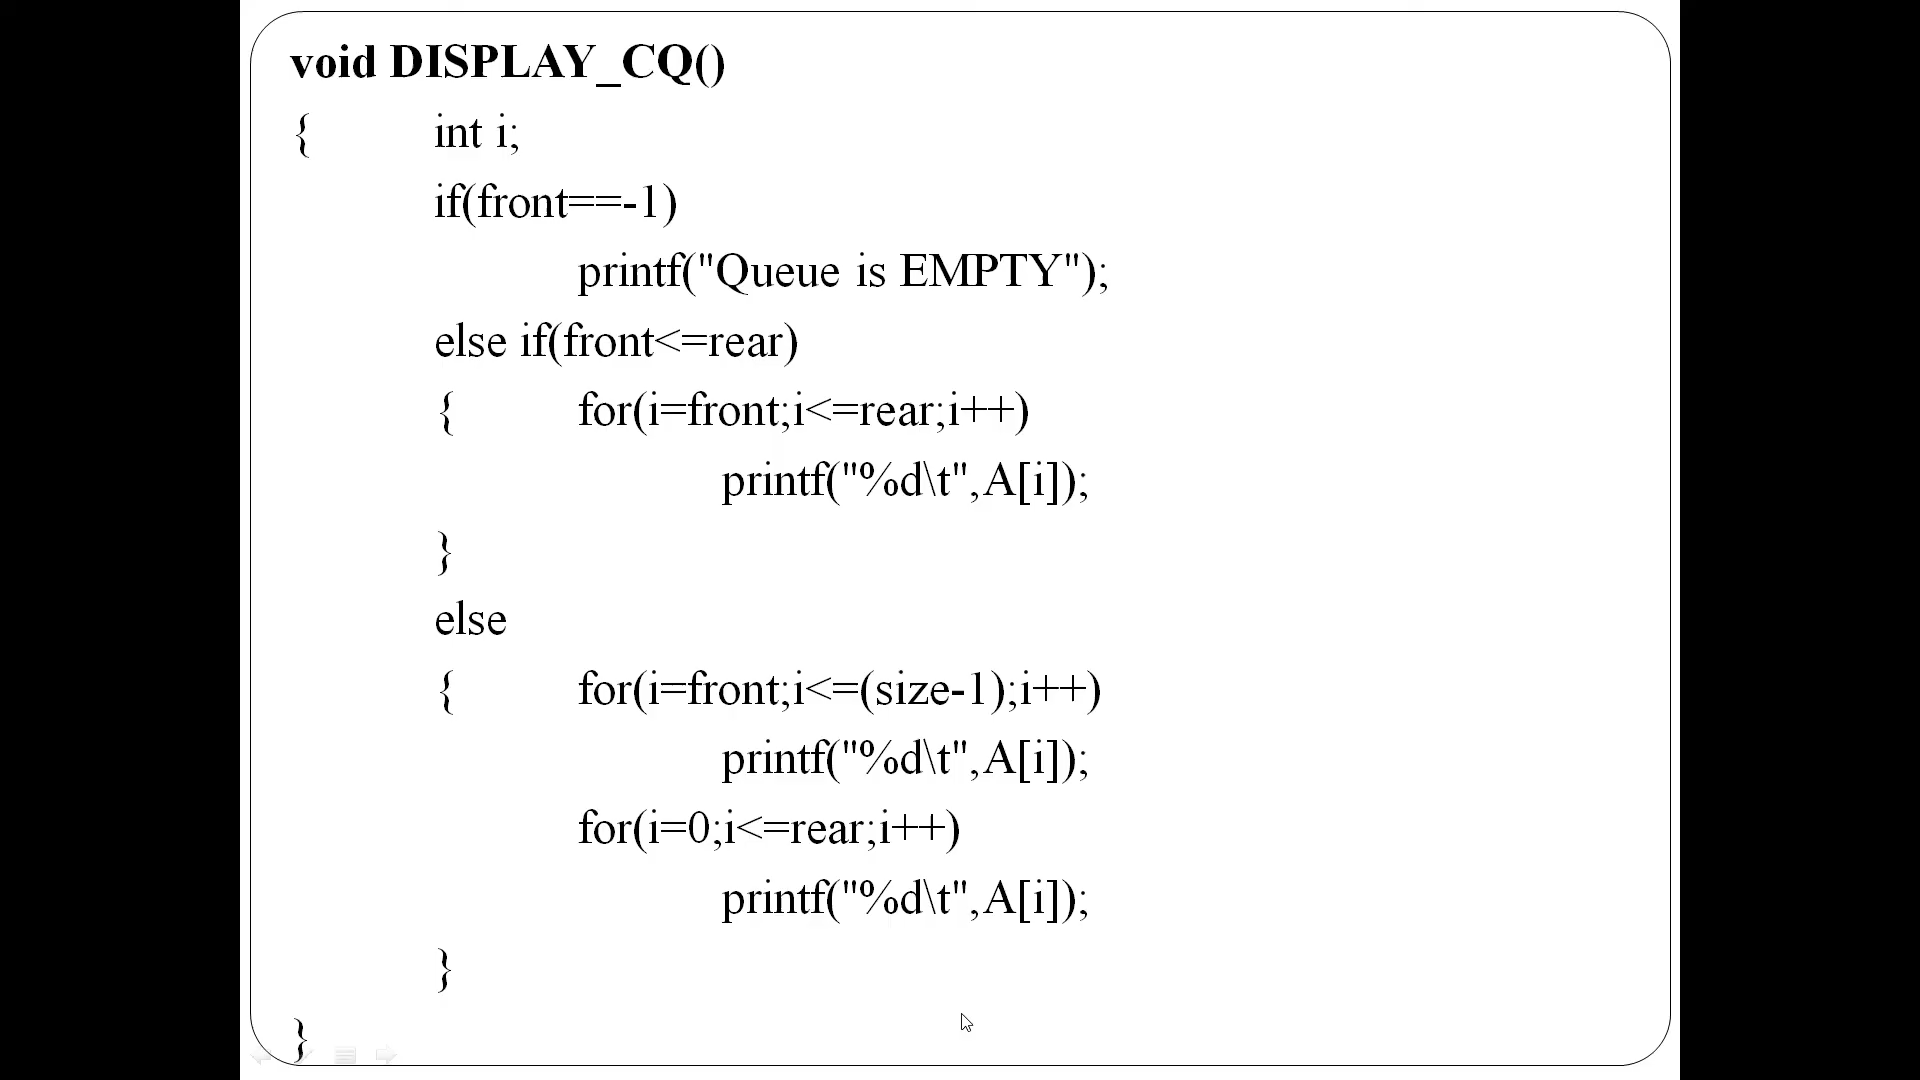 void DISPLAY_CQ()
{ int i;
if(front==-1)
printf("Queue is EMPTY");
else if(front<=rear)
{ for(i=front;i<=rear;i++)
printf("%d\t",A[i]);
}
else
{ for(i=front;i<=(size-1);i++)
printf("%d\t",A[i]);
for(i=0;i<=rear;i++)
printf("%d\t",A[i]);
}
}